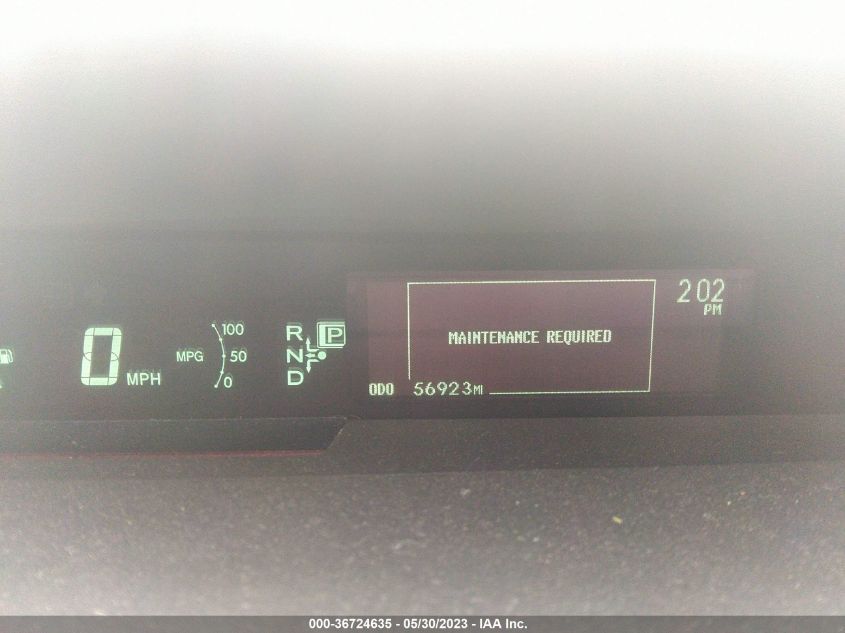 202
PM
MAINTENANCE REQUIRED
ODO 56923MI
0 MPH
MPG
100
50
0
R P
N
D
000-36724635 - 05/30/2023 - IAA Inc.